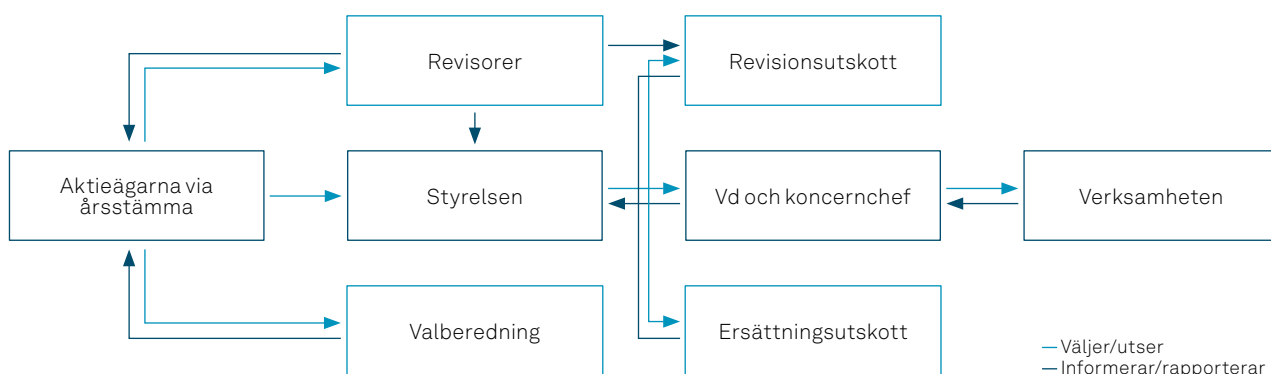 Revisorer
Revisionsutskott
Aktieägarna via
årsstämma
Styrelsen
Vd och koncernchef
Verksamheten
Valberedning
Ersättningsutskott
Väljer/utser
Informerar/rapporterar